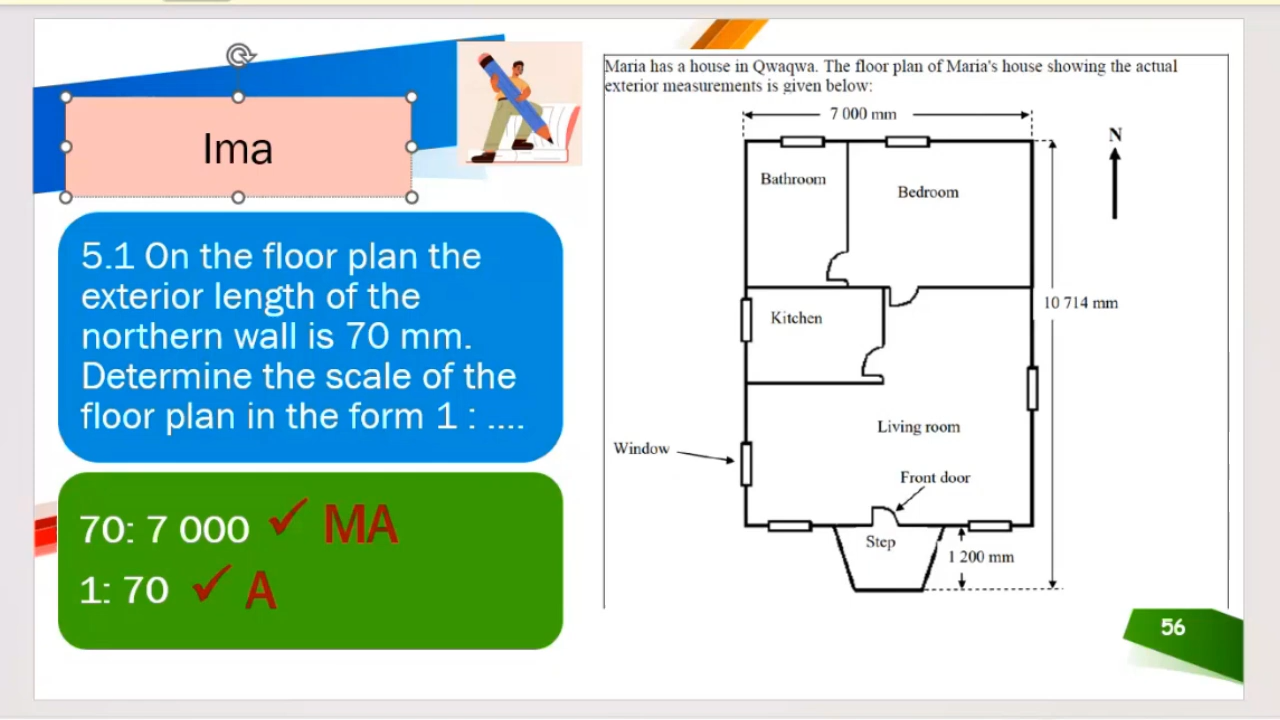 Ima
5.1 On the floor plan the
exterior length of the
northern wall is 70 mm.
Determine the scale of the
floor plan in the form 1 : ....
70: 7 000 ✓ MA
1: 70 ✓ A
Maria has a house in Qwaqwa. The floor plan of Maria's house showing the actual
exterior measurements is given below:
7 000 mm
N
Bathroom
Bedroom
10 714 mm
Kitchen
Living room
Window
Front door
Step
1 200 mm
56